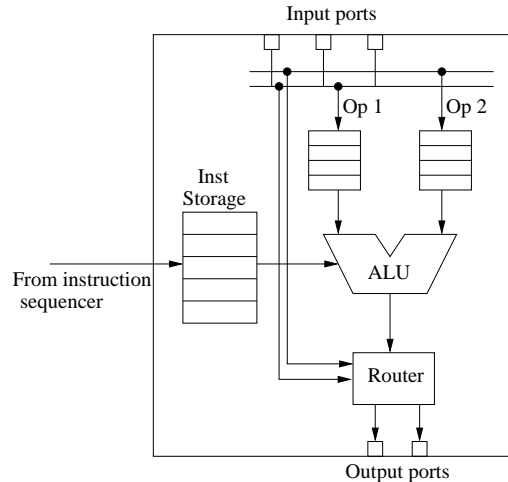 Input ports
Op 1
Op 2
Inst
Storage
ALU
From instruction
sequencer
Router
Output ports